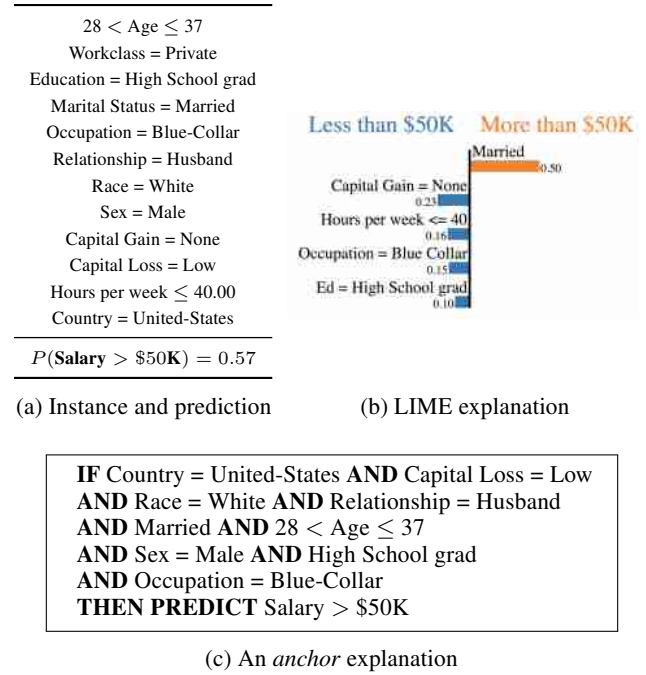 28 < Age ≤ 37
Workclass = Private
Education = High School grad
Marital Status = Married
Occupation = Blue-Collar
Relationship = Husband
Race = White
Sex = Male
Capital Gain = None
Capital Loss = Low
Hours per week ≤ 40.00
Country = United-States
P(Salary > $50K) = 0.57
(a) Instance and prediction
Less than $50K More than $50K
Married
0.50
Capital Gain = None
0.23
Hours per week <= 40
0.16
Occupation = Blue Collar
0.15
Ed = High School grad
0.10
(b) LIME explanation
IF Country = United-States AND Capital Loss = Low
AND Race = White AND Relationship = Husband
AND Married AND 28 < Age ≤ 37
AND Sex = Male AND High School grad
AND Occupation = Blue-Collar
THEN PREDICT Salary > $50K
(c) An anchor explanation